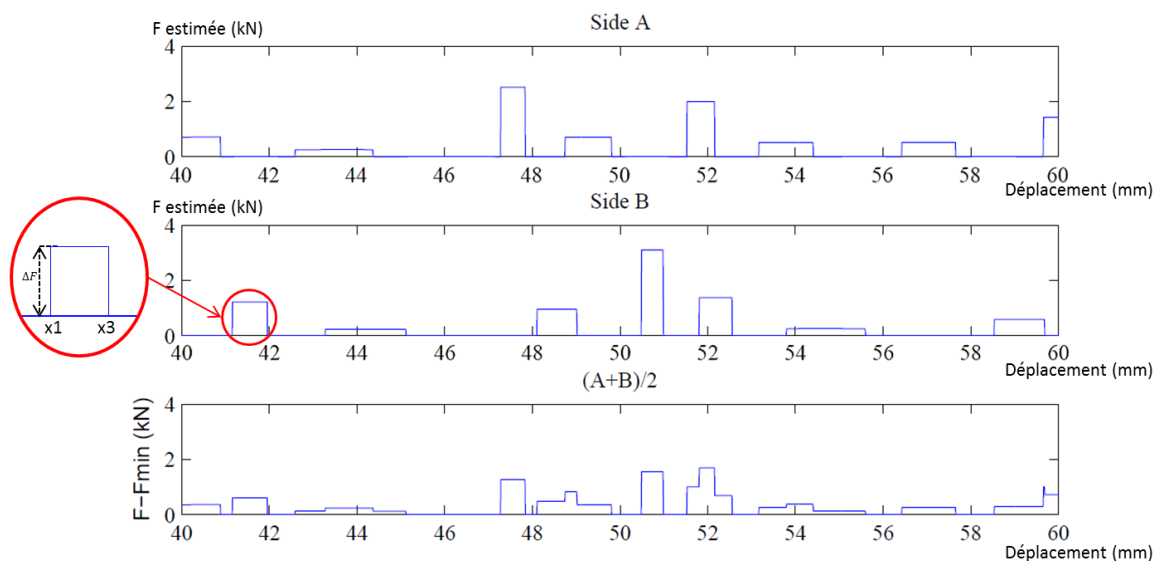 F estimée (kN)
Side A
4
2
0
40 42 44 46 48 50 52 54 56 58 60
Déplacement (mm)
F estimée (kN)
Side B
4
2
0
40 42 44 46 48 50 52 54 56 58 60
Déplacement (mm)
ΔF
x1 x3
(A+B)/2
F−Fmin (kN)
4
2
0
40 42 44 46 48 50 52 54 56 58 60
Déplacement (mm)